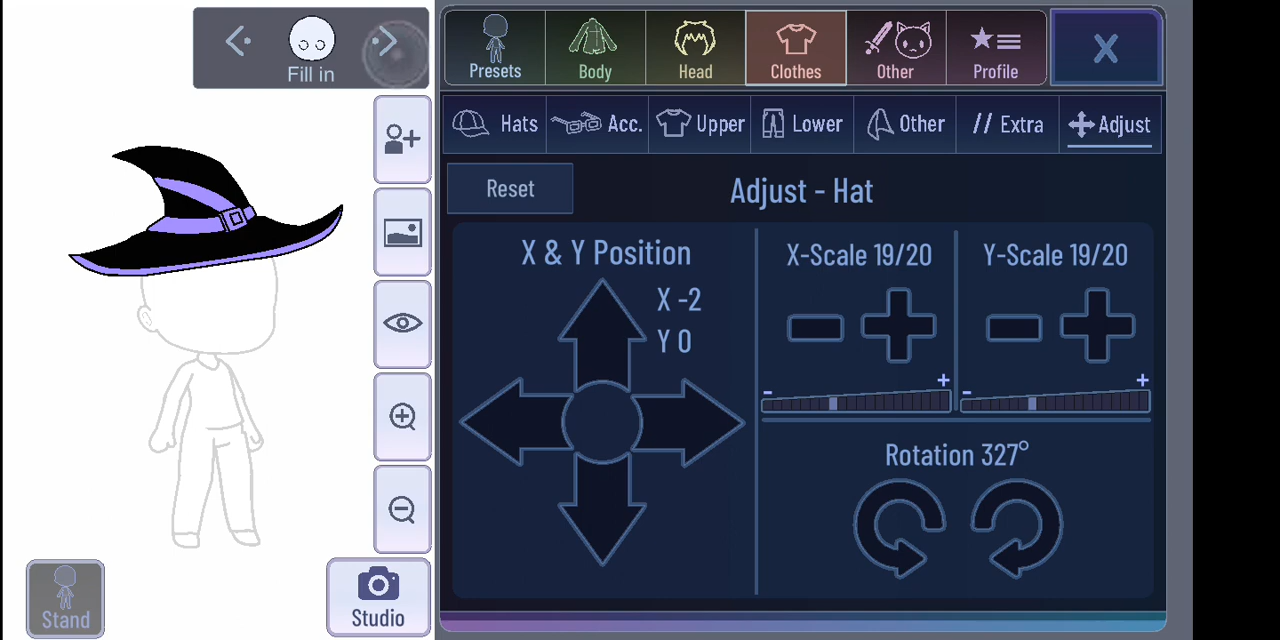 Fill in
Presets
Body
Head
Clothes
Other
Profile
X
Hats
Acc.
Upper
Lower
Other
// Extra
Adjust
Reset
Adjust - Hat
X & Y Position
X -2
Y 0
X-Scale 19/20
- +
Y-Scale 19/20
- +
Rotation 327°
Stand
Studio